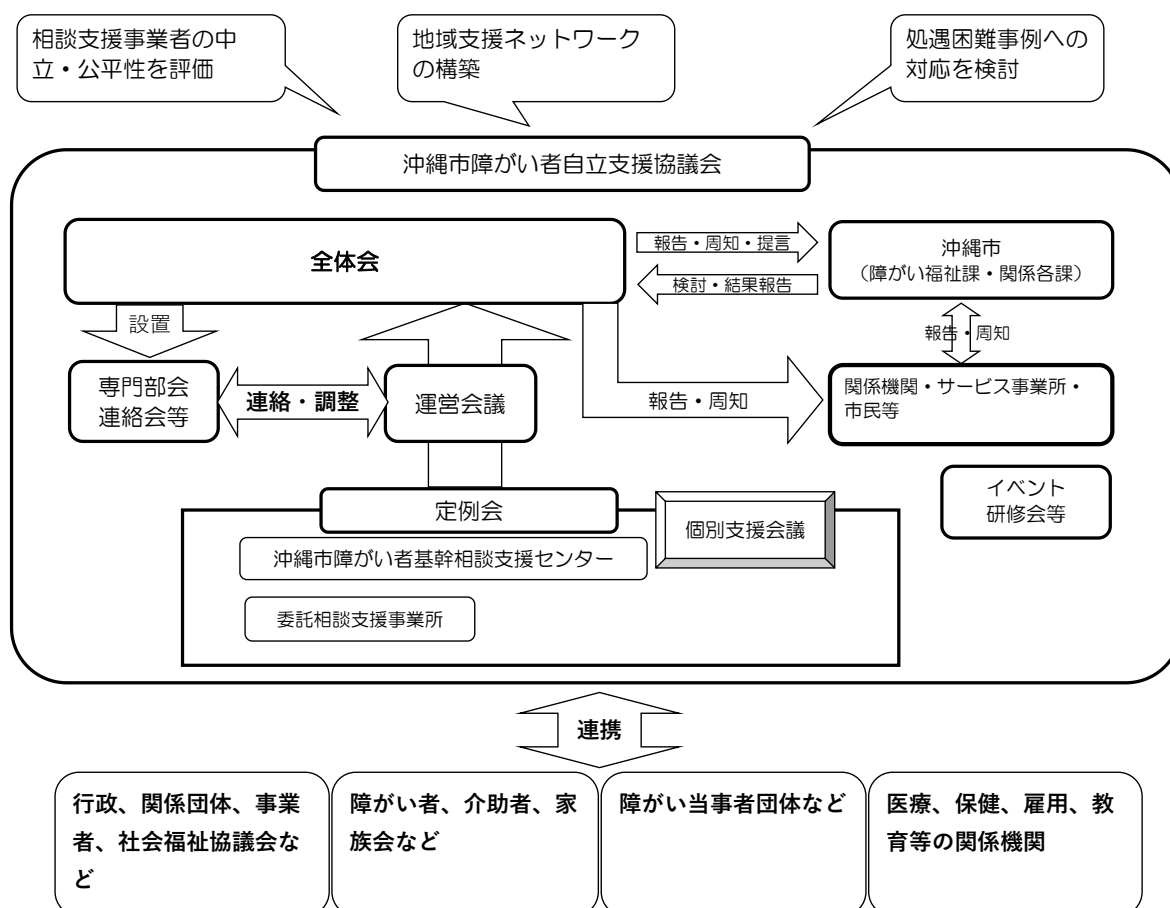 相談支援事業者の中
立・公平性を評価
地域支援ネットワーク
の構築
処遇困難事例への
対応を検討
沖縄市障がい者自立支援協議会
全体会
報告・周知・提言
検討・結果報告
沖縄市
（障がい福祉課・関係各課）
設置
報告・周知
専門部会
連絡会等
連絡・調整
運営会議
報告・周知
関係機関・サービス事業所・
市民等
イベント
研修会等
定例会
個別支援会議
沖縄市障がい者基幹相談支援センター
委託相談支援事業所
連携
行政、関係団体、事業
者、社会福祉協議会な
ど
障がい者、介助者、家
族会など
障がい当事者団体など
医療、保健、雇用、教
育等の関係機関